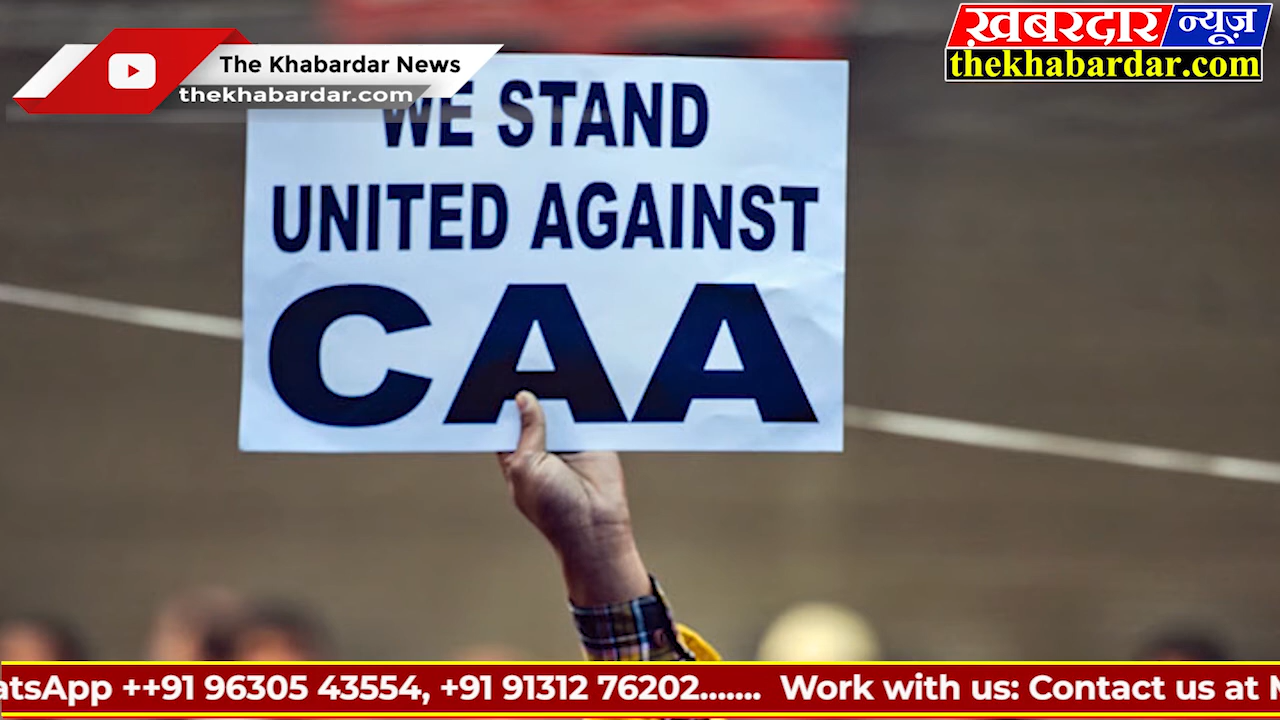 The Khabardar News
thekhabardar.com
ख़बरदार न्यूज़
thekhabardar.com
WE STAND
UNITED AGAINST
CAA
atsApp ++91 96305 43554, +91 91312 76202....... Work with us: Contact us at